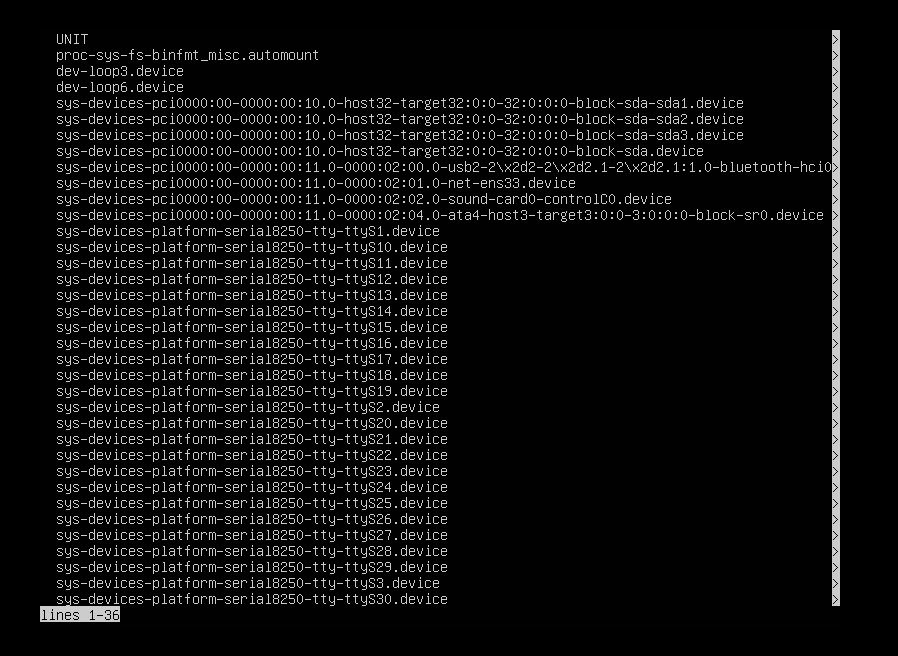 UNIT >
proc-sys-fs-binfmt_misc.automount >
dev-loop3.device >
dev-loop6.device >
sys-devices-pci0000:00-0000:00:10.0-host32-target32:0:0-32:0:0:0-block-sda-sda1.device >
sys-devices-pci0000:00-0000:00:10.0-host32-target32:0:0-32:0:0:0-block-sda-sda2.device >
sys-devices-pci0000:00-0000:00:10.0-host32-target32:0:0-32:0:0:0-block-sda-sda3.device >
sys-devices-pci0000:00-0000:00:10.0-host32-target32:0:0-32:0:0:0-block-sda.device >
sys-devices-pci0000:00-0000:00:11.0-0000:02:00.0-usb2-2\x2d2-2\x2d2.1-2\x2d2.1:1.0-bluetooth-hci0>
sys-devices-pci0000:00-0000:00:11.0-0000:02:01.0-net-ens33.device >
sys-devices-pci0000:00-0000:00:11.0-0000:02:02.0-sound-card0-controlC0.device >
sys-devices-pci0000:00-0000:00:11.0-0000:02:04.0-ata4-host3-target3:0:0-3:0:0:0-block-sr0.device >
sys-devices-platform-serial8250-tty-ttyS1.device >
sys-devices-platform-serial8250-tty-ttyS10.device >
sys-devices-platform-serial8250-tty-ttyS11.device >
sys-devices-platform-serial8250-tty-ttyS12.device >
sys-devices-platform-serial8250-tty-ttyS13.device >
sys-devices-platform-serial8250-tty-ttyS14.device >
sys-devices-platform-serial8250-tty-ttyS15.device >
sys-devices-platform-serial8250-tty-ttyS16.device >
sys-devices-platform-serial8250-tty-ttyS17.device >
sys-devices-platform-serial8250-tty-ttyS18.device >
sys-devices-platform-serial8250-tty-ttyS19.device >
sys-devices-platform-serial8250-tty-ttyS2.device >
sys-devices-platform-serial8250-tty-ttyS20.device >
sys-devices-platform-serial8250-tty-ttyS21.device >
sys-devices-platform-serial8250-tty-ttyS22.device >
sys-devices-platform-serial8250-tty-ttyS23.device >
sys-devices-platform-serial8250-tty-ttyS24.device >
sys-devices-platform-serial8250-tty-ttyS25.device >
sys-devices-platform-serial8250-tty-ttyS26.device >
sys-devices-platform-serial8250-tty-ttyS27.device >
sys-devices-platform-serial8250-tty-ttyS28.device >
sys-devices-platform-serial8250-tty-ttyS29.device >
sys-devices-platform-serial8250-tty-ttyS3.device >
sys-devices-platform-serial8250-tty-ttyS30.device >
lines 1-36